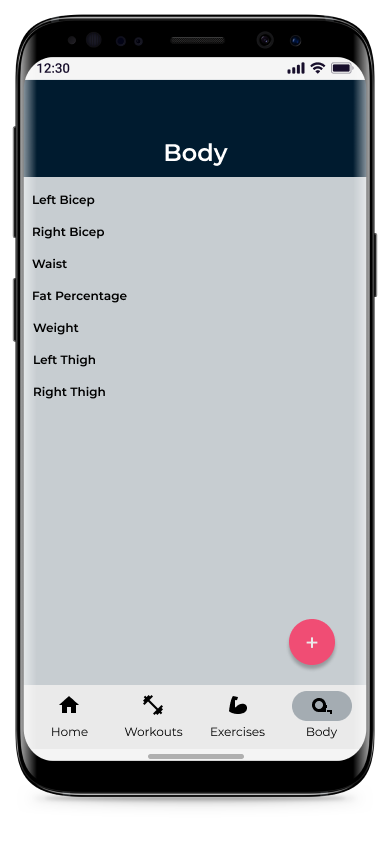 12:30
Body
Left Bicep
Right Bicep
Waist
Fat Percentage
Weight
Left Thigh
Right Thigh
+
Home Workouts Exercises Body